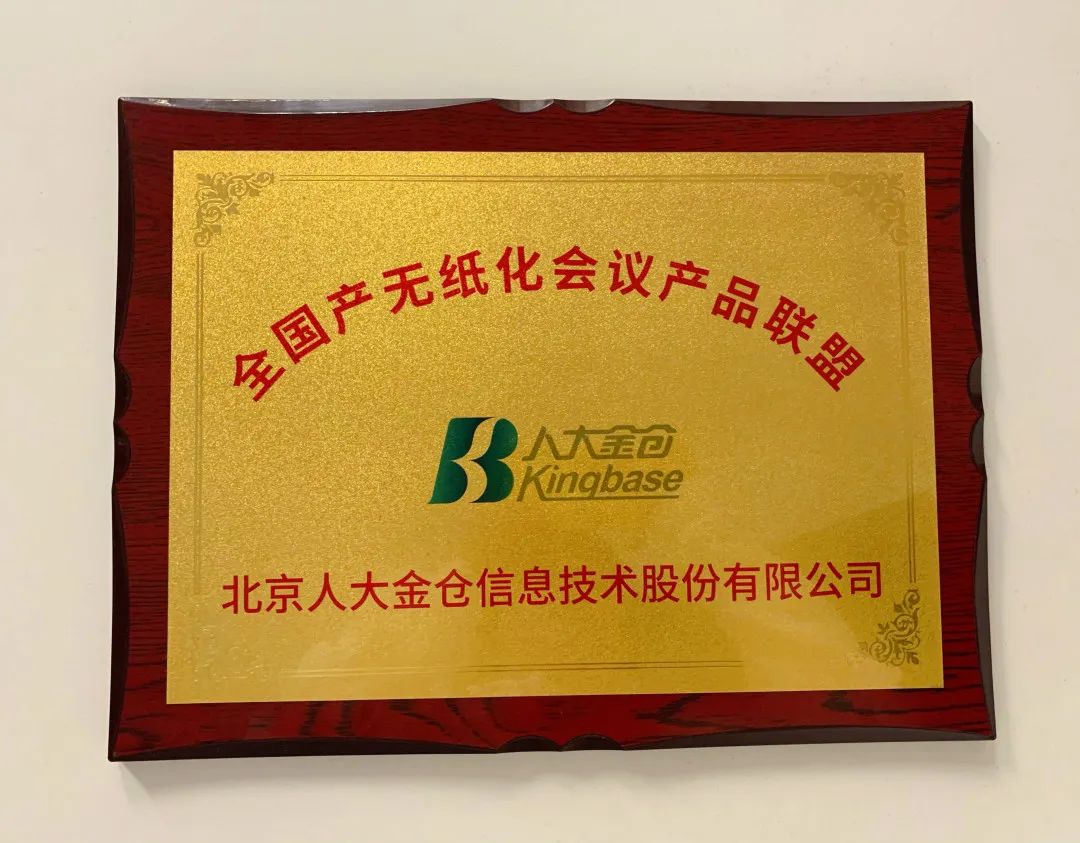 全国产无纸化会议产品联盟
人大金仓
Kingbase
北京人大金仓信息技术股份有限公司